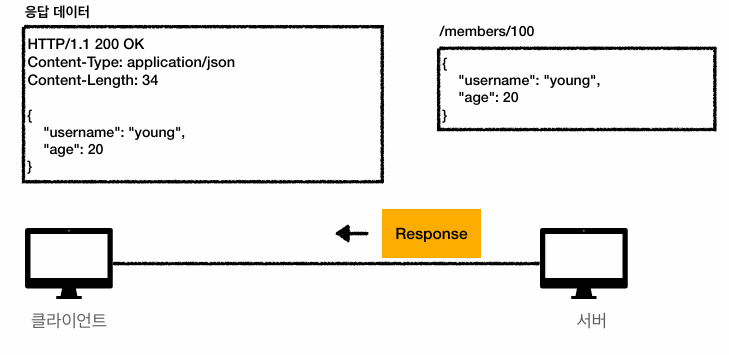 응답 데이터
HTTP/1.1 200 OK
Content-Type: application/json
Content-Length: 34
{
"username": "young",
"age": 20
}
/members/100
{
"username": "young",
"age": 20
}
Response
클라이언트
서버